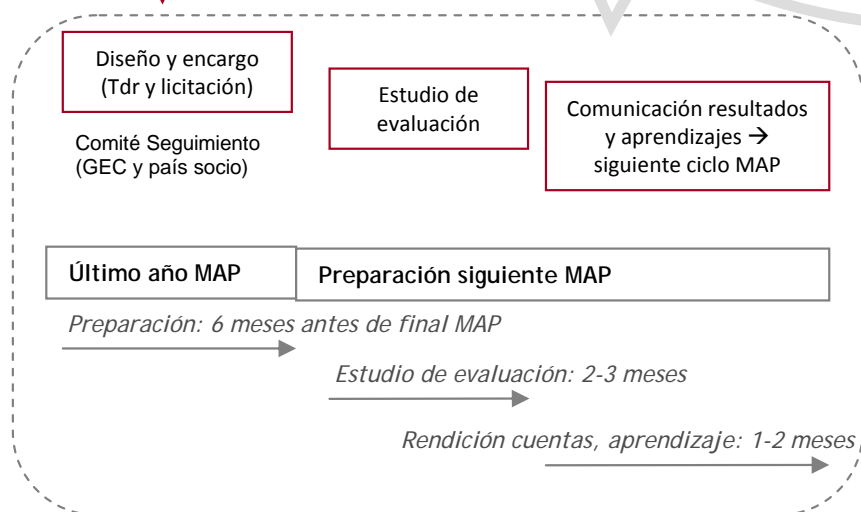 Diseño y encargo
(Tdr y licitación)
Estudio de
evaluación
Comunicación resultados
y aprendizajes →
siguiente ciclo MAP
Comité Seguimiento
(GEC y país socio)
Último año MAP
Preparación siguiente MAP
Preparación: 6 meses antes de final MAP
Estudio de evaluación: 2-3 meses
Rendición cuentas, aprendizaje: 1-2 meses